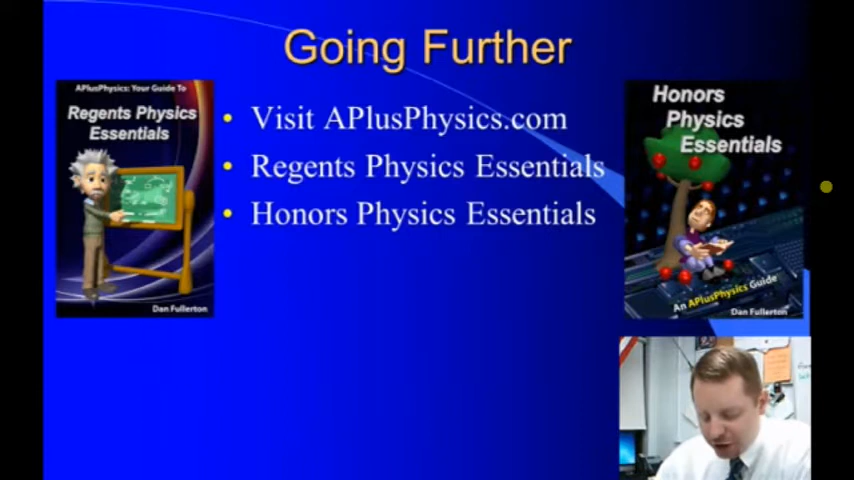 Going Further
APlusPhysics: Your Guide To
Regents Physics
Essentials
Dan Fullerton
• Visit APlusPhysics.com
• Regents Physics Essentials
• Honors Physics Essentials
Honors
Physics
Essentials
An APlusPhysics Guide
Dan Fullerton